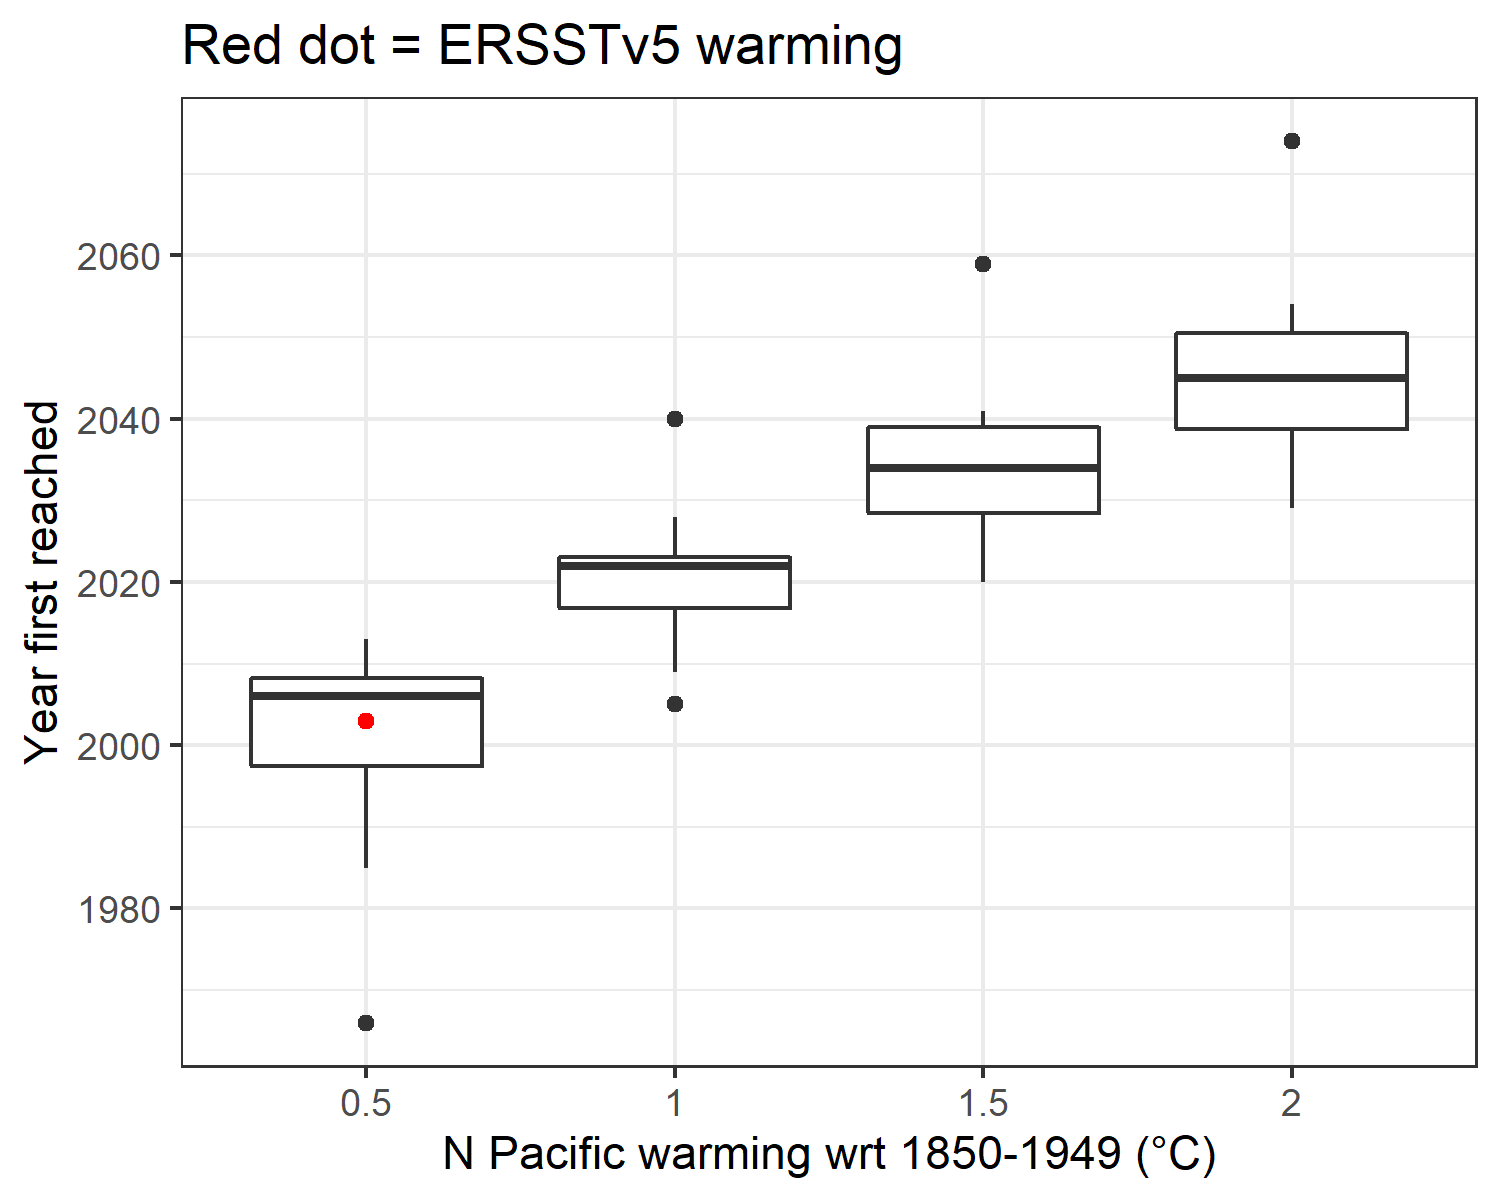 Red dot = ERSSTv5 warming
Year first reached
2060
2040
2020
2000
1980
0.5 1 1.5 2
N Pacific warming wrt 1850-1949 (°C)